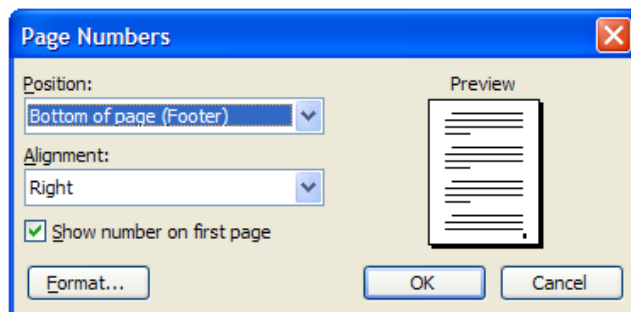 Page Numbers
Position:
Preview
Bottom of page (Footer)
Alignment:
Right
Show number on first page
Format...
OK
Cancel